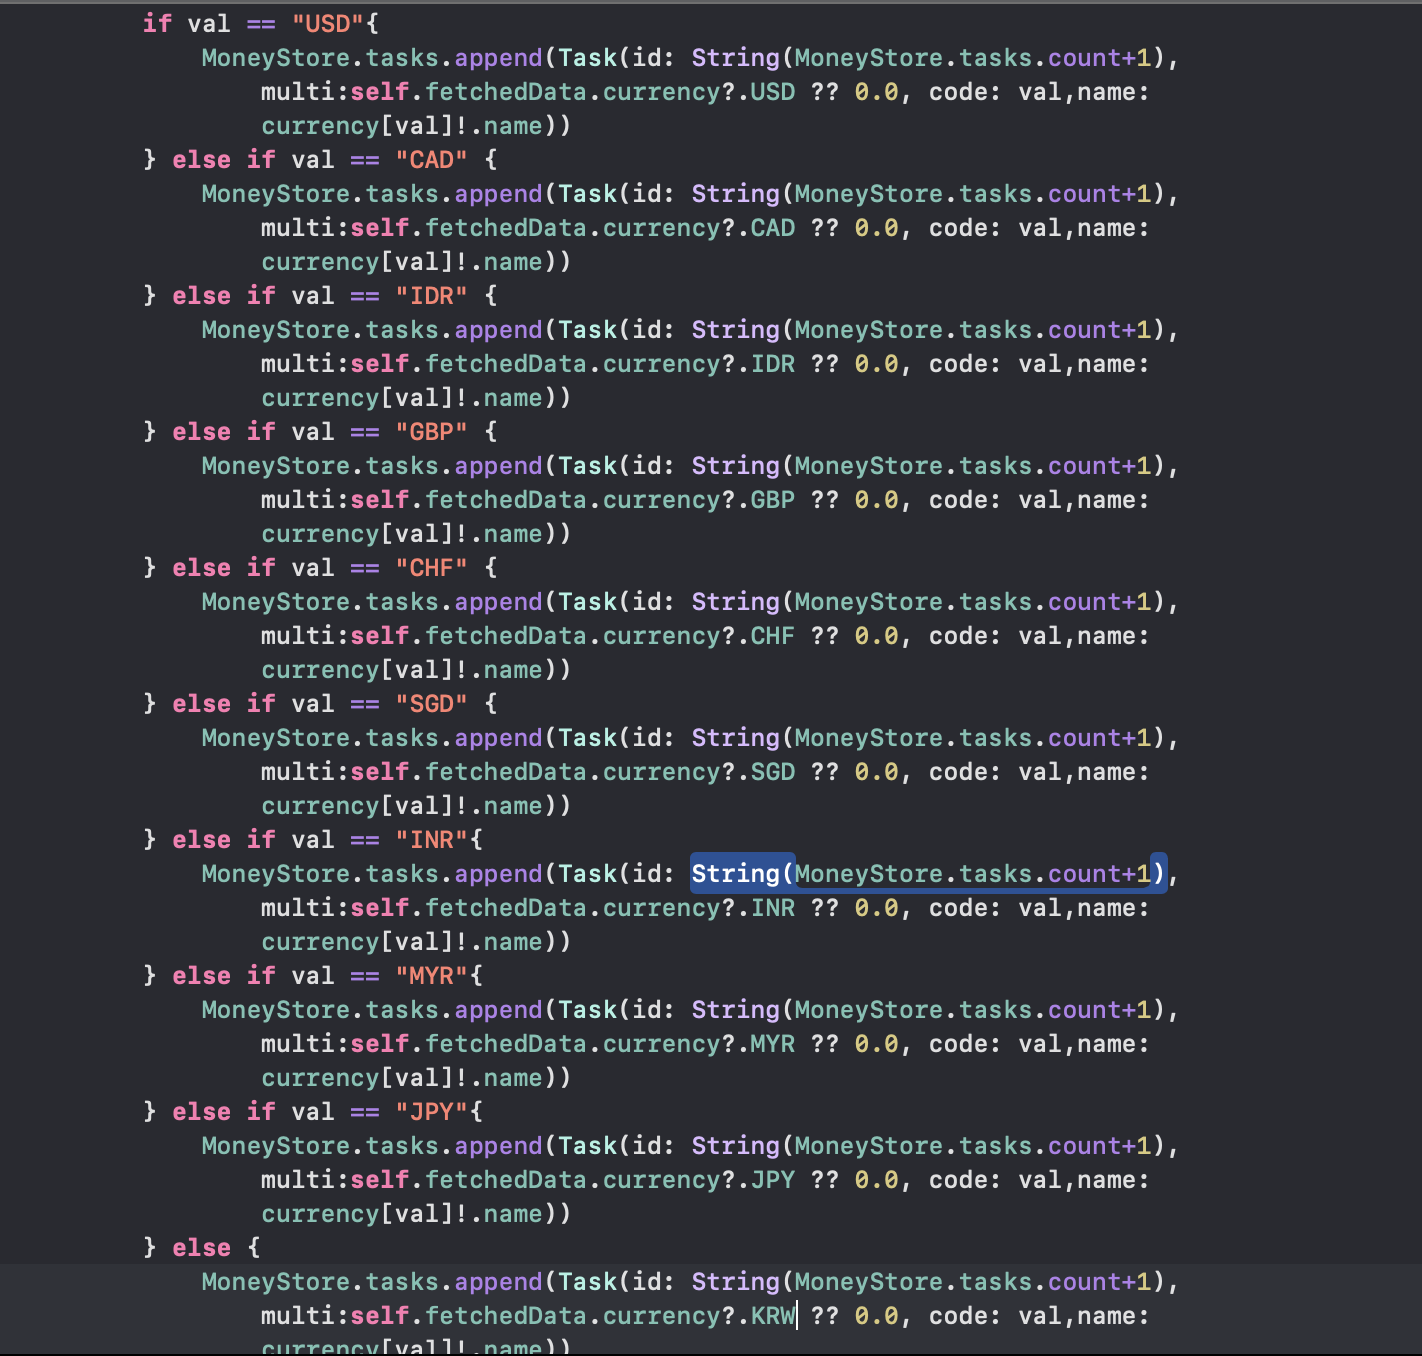 if val == "USD"{
MoneyStore.tasks.append(Task(id: String(MoneyStore.tasks.count+1),
multi:self.fetchedData.currency?.USD ?? 0.0, code: val,name:
currency[val]!.name))
} else if val == "CAD" {
MoneyStore.tasks.append(Task(id: String(MoneyStore.tasks.count+1),
multi:self.fetchedData.currency?.CAD ?? 0.0, code: val,name:
currency[val]!.name))
} else if val == "IDR" {
MoneyStore.tasks.append(Task(id: String(MoneyStore.tasks.count+1),
multi:self.fetchedData.currency?.IDR ?? 0.0, code: val,name:
currency[val]!.name))
} else if val == "GBP" {
MoneyStore.tasks.append(Task(id: String(MoneyStore.tasks.count+1),
multi:self.fetchedData.currency?.GBP ?? 0.0, code: val,name:
currency[val]!.name))
} else if val == "CHF" {
MoneyStore.tasks.append(Task(id: String(MoneyStore.tasks.count+1),
multi:self.fetchedData.currency?.CHF ?? 0.0, code: val,name:
currency[val]!.name))
} else if val == "SGD" {
MoneyStore.tasks.append(Task(id: String(MoneyStore.tasks.count+1),
multi:self.fetchedData.currency?.SGD ?? 0.0, code: val,name:
currency[val]!.name))
} else if val == "INR"{
MoneyStore.tasks.append(Task(id: String(MoneyStore.tasks.count+1),
multi:self.fetchedData.currency?.INR ?? 0.0, code: val,name:
currency[val]!.name))
} else if val == "MYR"{
MoneyStore.tasks.append(Task(id: String(MoneyStore.tasks.count+1),
multi:self.fetchedData.currency?.MYR ?? 0.0, code: val,name:
currency[val]!.name))
} else if val == "JPY"{
MoneyStore.tasks.append(Task(id: String(MoneyStore.tasks.count+1),
multi:self.fetchedData.currency?.JPY ?? 0.0, code: val,name:
currency[val]!.name))
} else {
MoneyStore.tasks.append(Task(id: String(MoneyStore.tasks.count+1),
multi:self.fetchedData.currency?.KRW ?? 0.0, code: val,name:
currency[val]!.name))